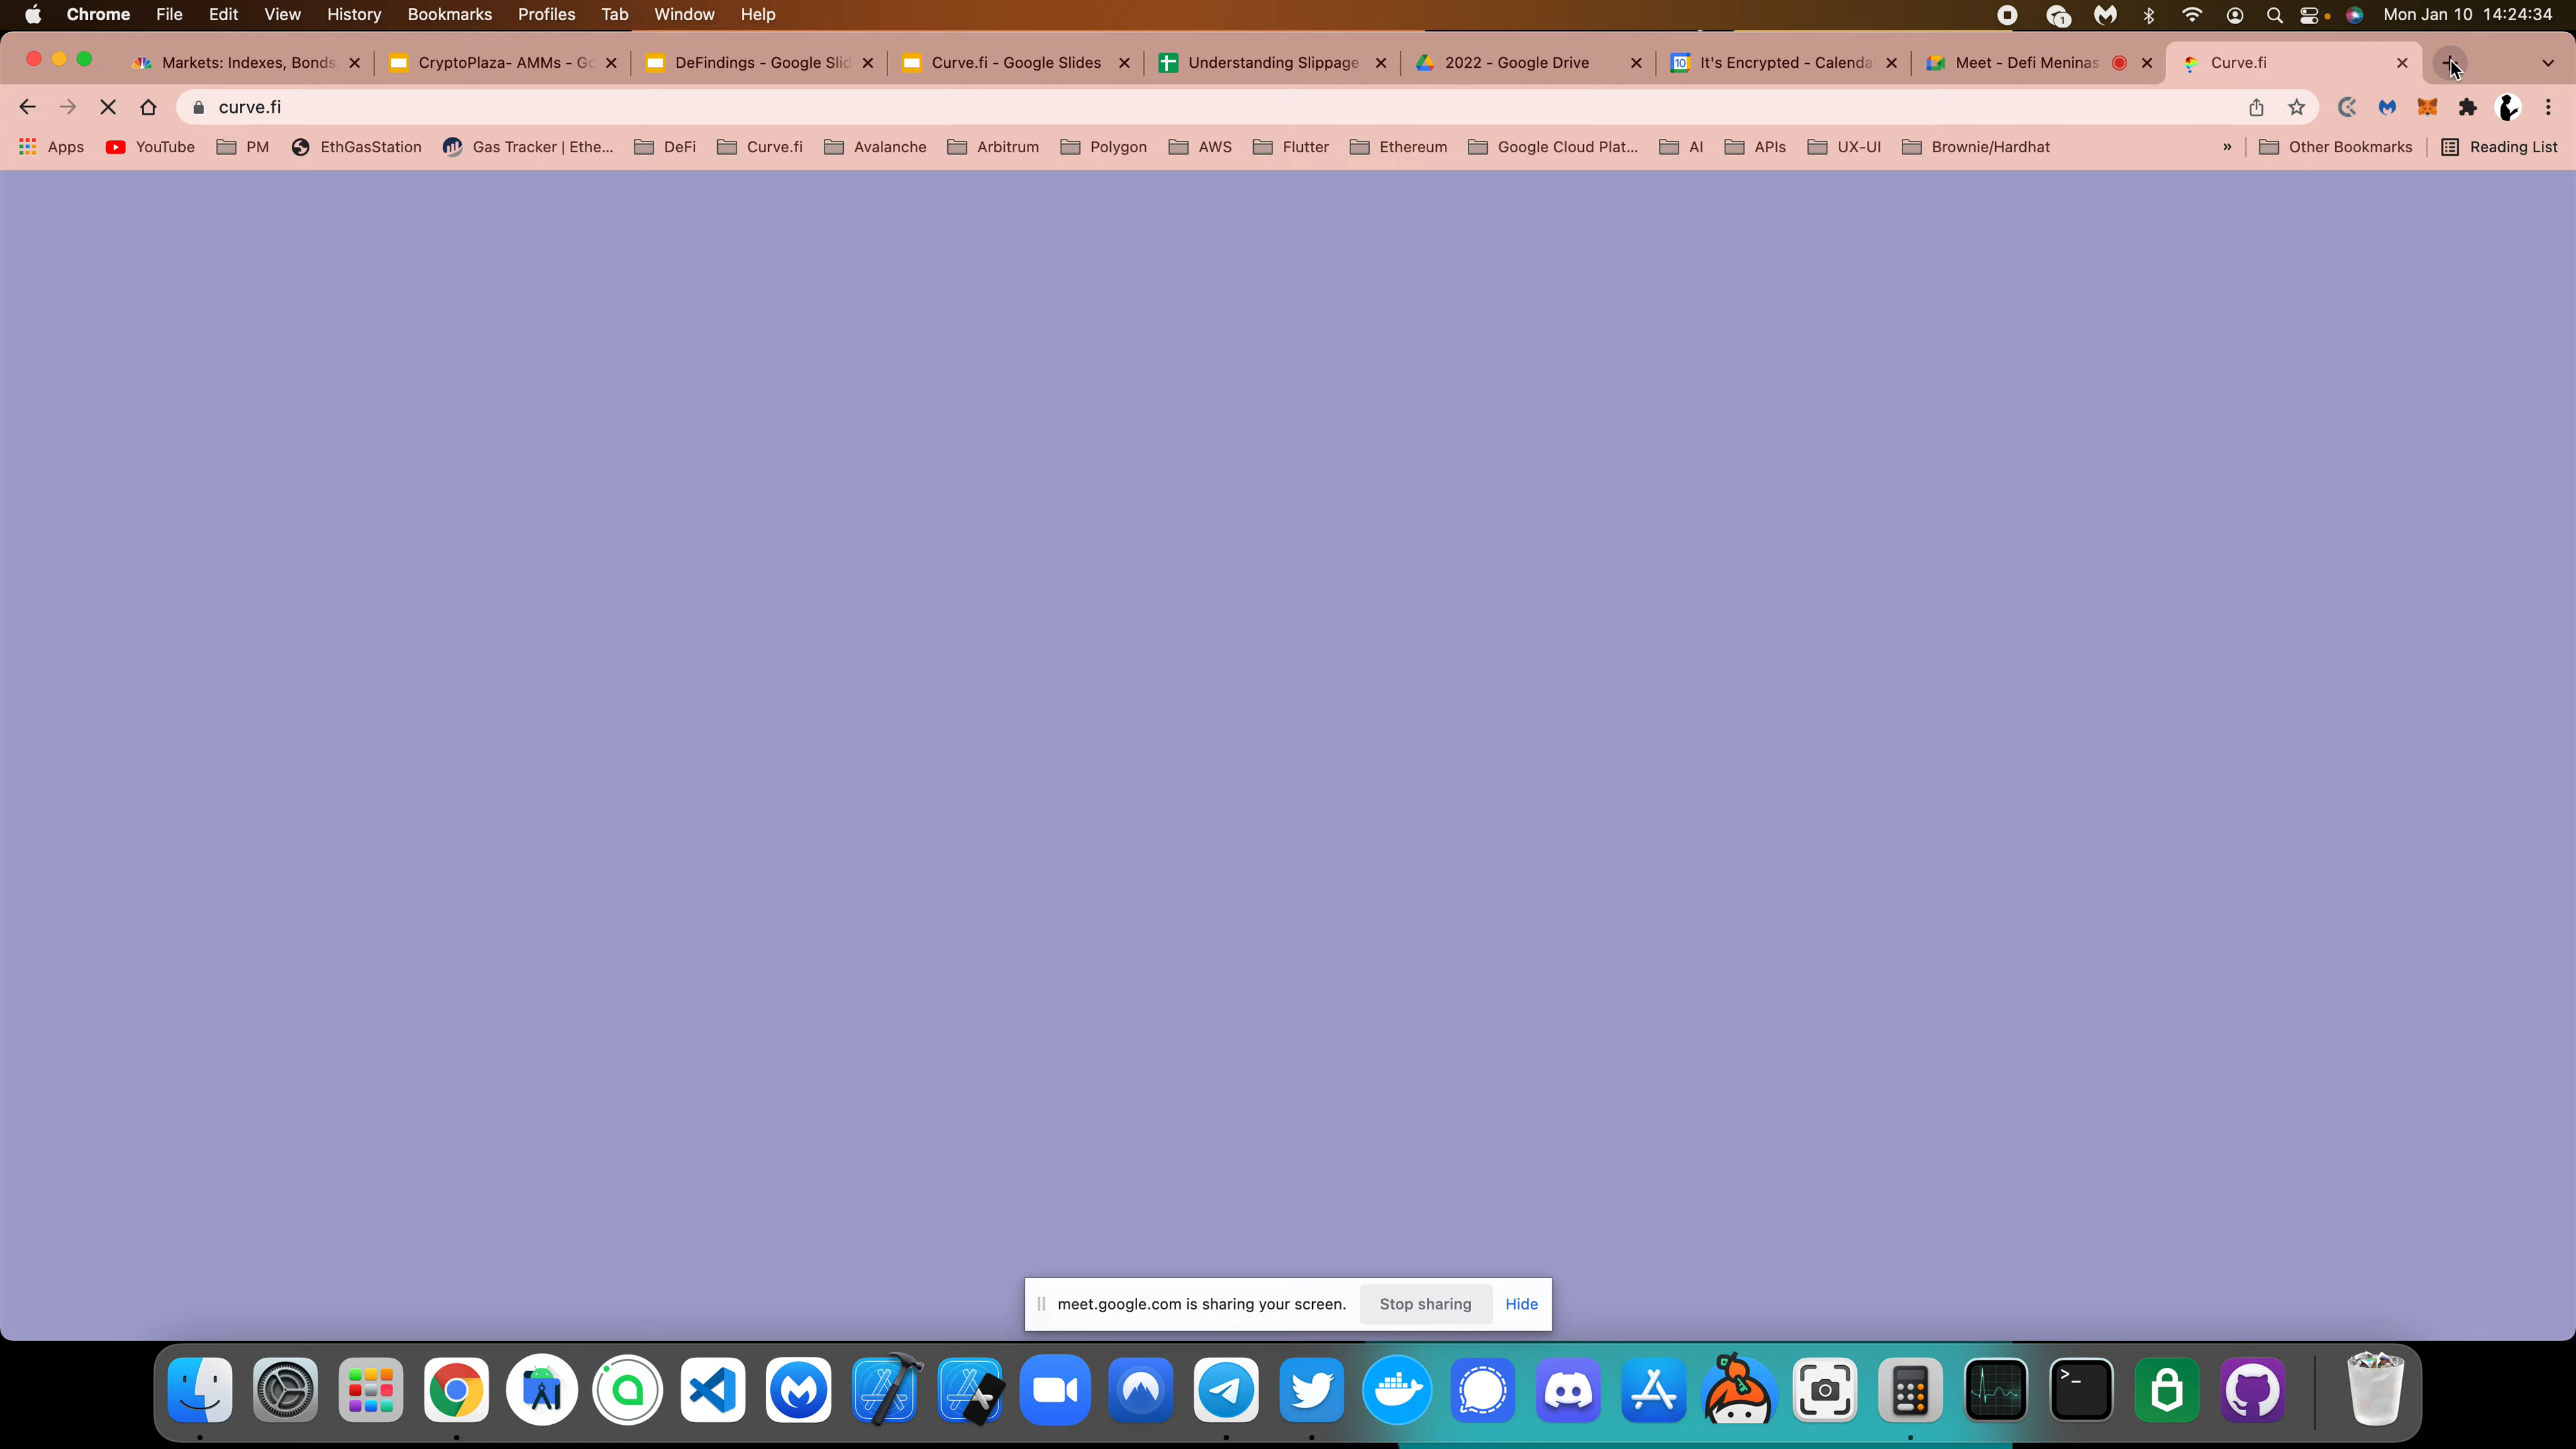 Chrome File Edit View History Bookmarks Profiles Tab Window Help 1 Mon Jan 10 14:24:34
Markets: Indexes, Bonds CryptoPlaza- AMMs - Go DeFindings - Google Slid Curve.fi - Google Slides Understanding Slippage 2022 - Google Drive 10 It's Encrypted - Calenda Meet - Defi Meninas Curve.fi
curve.fi
Apps YouTube PM EthGasStation Gas Tracker | Ethe... DeFi Curve.fi Avalanche Arbitrum Polygon AWS Flutter Ethereum Google Cloud Plat... AI APIs UX-UI Brownie/Hardhat » Other Bookmarks Reading List
meet.google.com is sharing your screen. Stop sharing Hide